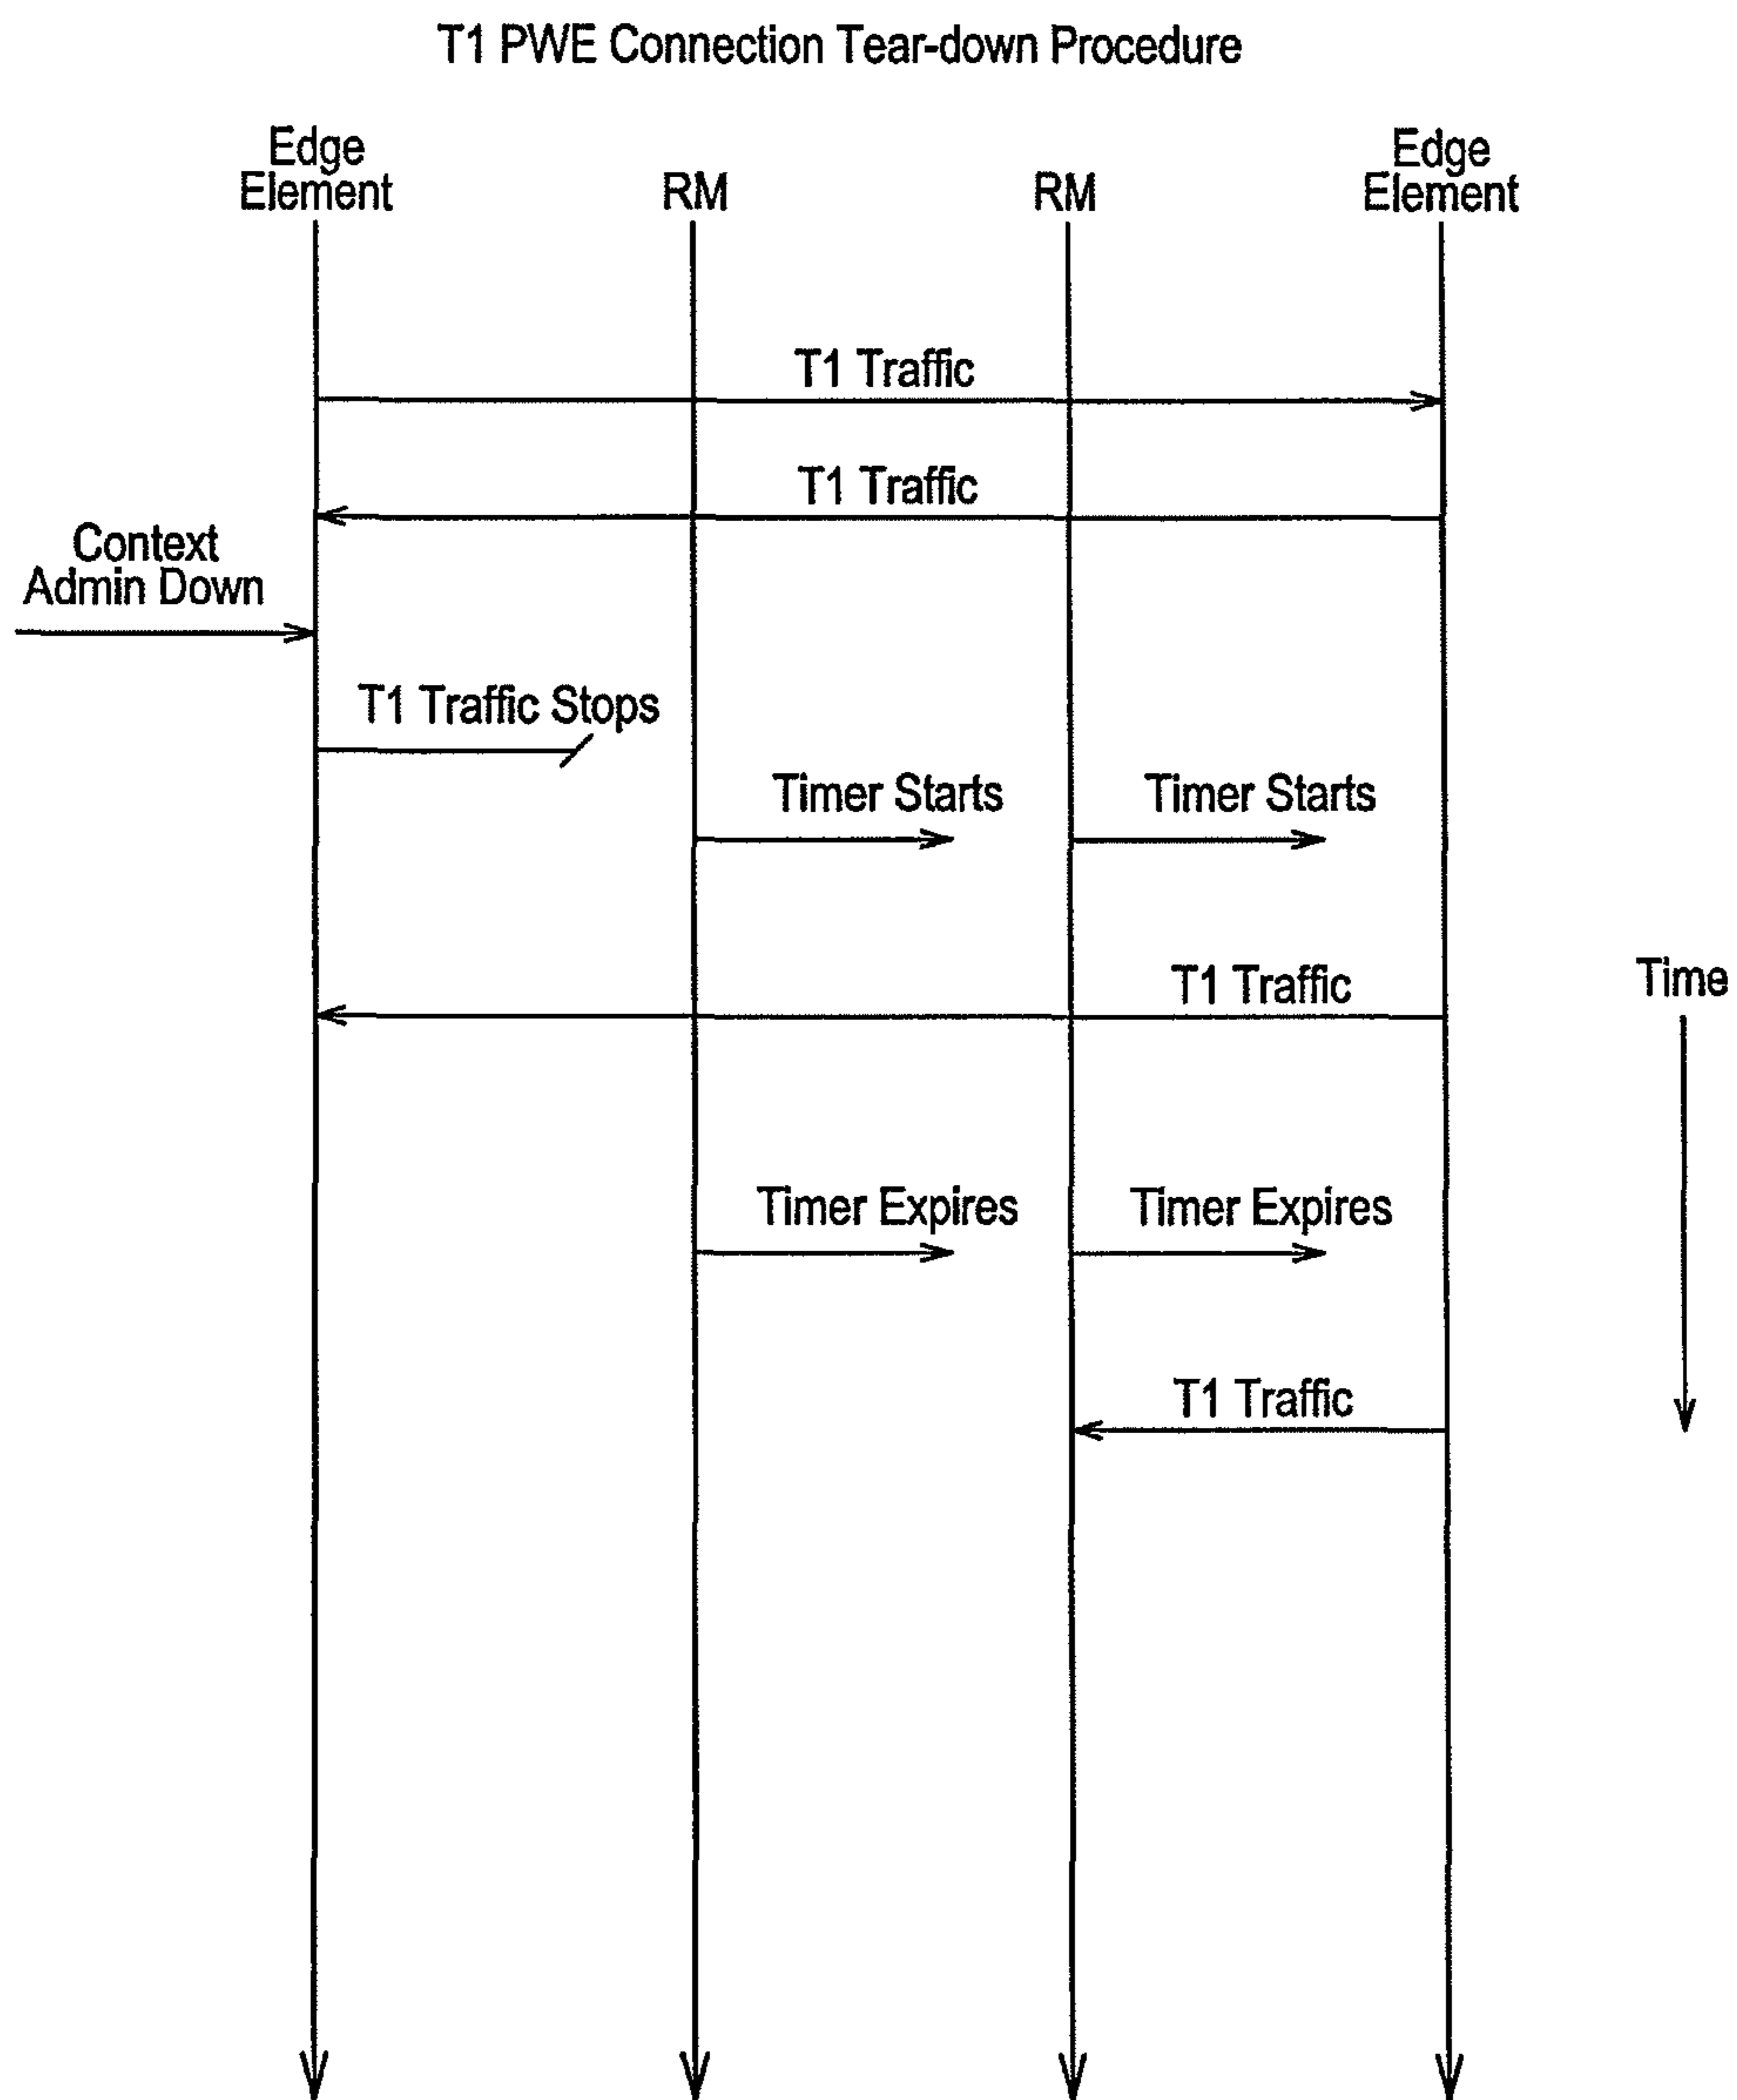 T1 PWE Connection Tear-down Procedure
Edge
Element
RM
RM
Edge
Element
T1 Traffic
T1 Traffic
Context
Admin Down
T1 Traffic Stops
Timer Starts
Timer Starts
T1 Traffic
Time
Timer Expires
Timer Expires
T1 Traffic